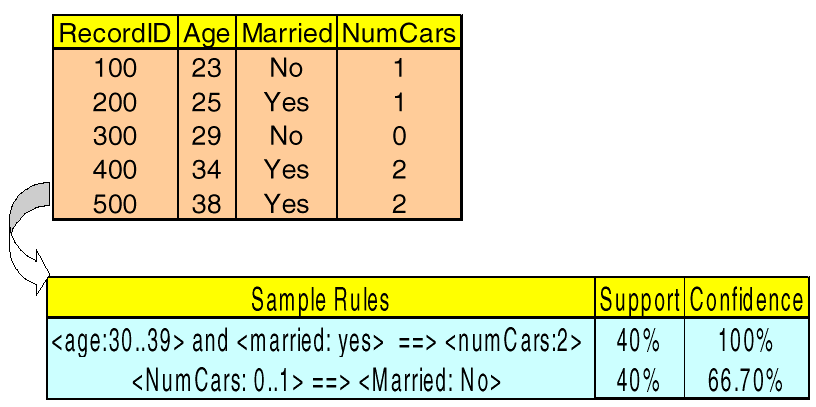 RecordID Age Married NumCars
100 23 No 1
200 25 Yes 1
300 29 No 0
400 34 Yes 2
500 38 Yes 2
Sample Rules Support Confidence
<age:30..39> and <married: yes> ==> <numCars:2> 40% 100%
<NumCars: 0..1> ==> <Married: No> 40% 66.70%